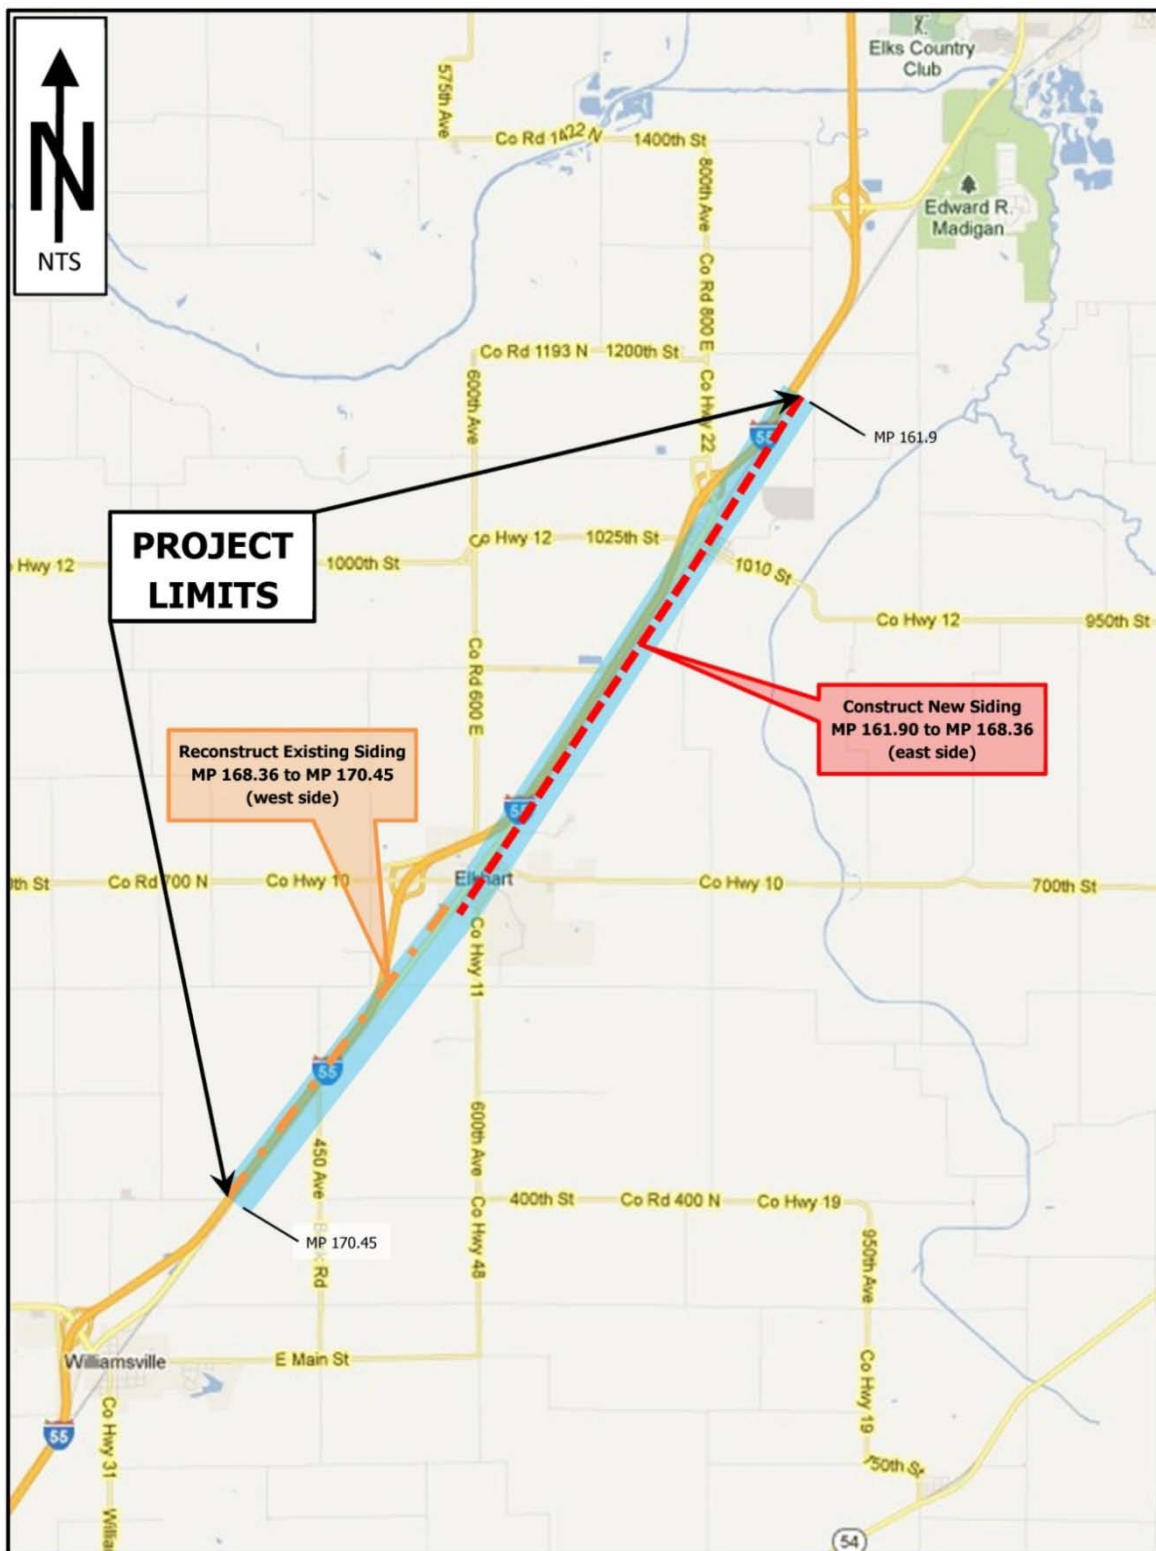 N
NTS
575th Ave
Elks Country
Club
Co Rd 1422 N
1400th St
800th Ave
Co Rd 800 E
Co Hwy 22
Edward R.
Madigan
Co Rd 1193 N
1200th St
600th Ave
55
MP 161.9
PROJECT
LIMITS
Co Hwy 12
1025th St
Hwy 12
1000th St
1010 St
Co Hwy 12
950th St
Co Rd 600 E
Construct New Siding
MP 161.90 to MP 168.36
(east side)
Reconstruct Existing Siding
MP 168.36 to MP 170.45
(west side)
55
Co Rd 700 N
Co Hwy 10
Elkhart
Co Hwy 10
700th St
Co Hwy 11
55
450 Ave
Rd
600th Ave
Co Hwy 48
400th St
Co Rd 400 N
Co Hwy 19
MP 170.45
950th Ave
Co Hwy 19
Williamsville
E Main St
55
Co Hwy 31
50th St
54